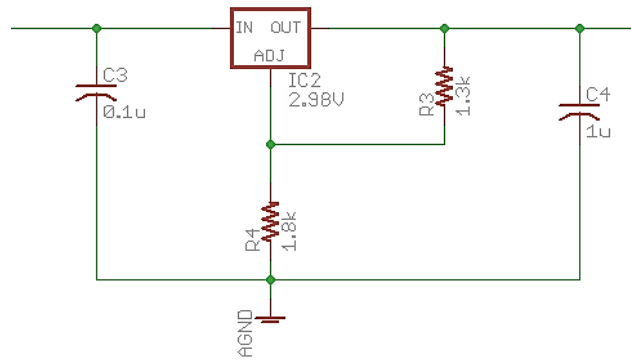 IN OUT
ADJ
IC2
2.98V
C3
0.1u
R3
1.3k
C4
1u
R4
1.8k
AGND